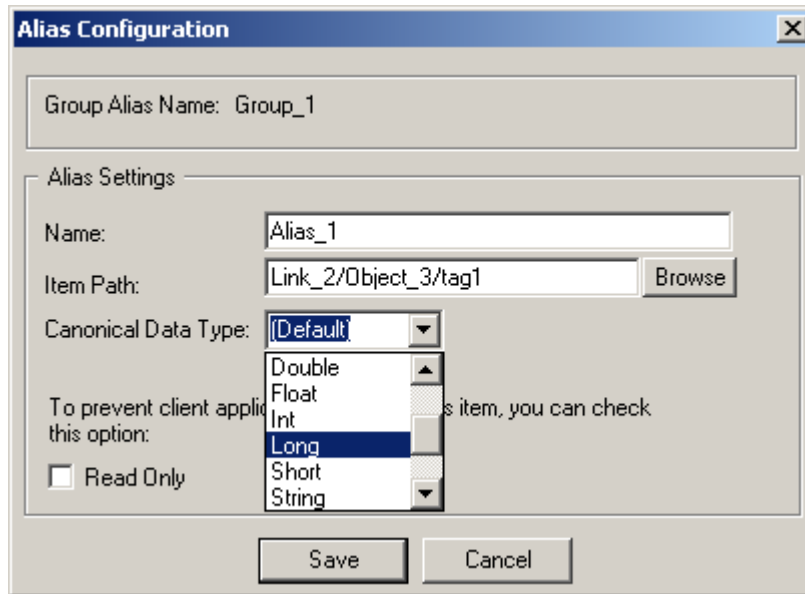 Alias Configuration
Group Alias Name: Group_1
Alias Settings
Name: Alias_1
Item Path: Link_2/Object_3/tag1 Browse
Canonical Data Type: (Default)
Double
Float
To prevent client applic s item, you can check
Int
this option:
Long
Read Only Short
String
Save Cancel